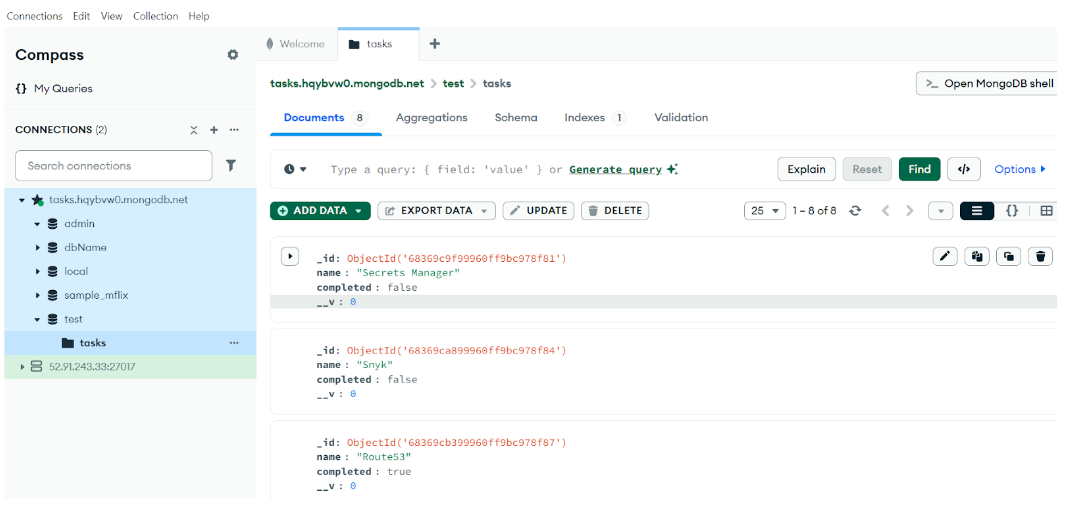 Connections Edit View Collection Help
Compass
Welcome
tasks
{} My Queries
tasks.hqybvw0.mongodb.net > test > tasks
>_ Open MongoDB shell
CONNECTIONS (2)
Documents 8 Aggregations Schema Indexes 1 Validation
Search connections
Type a query: { field: 'value' } or Generate query
Explain Reset Find </> Options
tasks.hqybvw0.mongodb.net
admin
dbName
local
sample_mflix
test
tasks
52.91.243.33:27017
ADD DATA EXPORT DATA UPDATE DELETE 25 1 – 8 of 8 {}
_id: ObjectId('68369c9f99960ff9bc978f81')
name : "Secrets Manager"
completed : false
__v : 0
_id: ObjectId('68369ca899960ff9bc978f84')
name : "Snyk"
completed : false
__v : 0
_id: ObjectId('68369cb399960ff9bc978f87')
name : "Route53"
completed : true
__v : 0